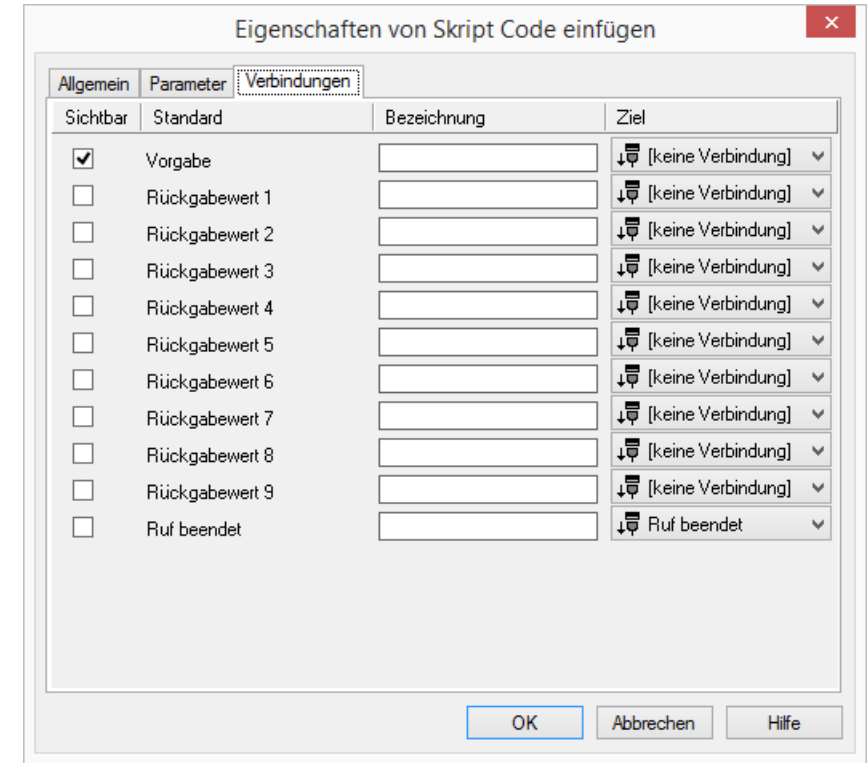 Eigenschaften von Skript Code einfügen
Allgemein Parameter Verbindungen
Sichtbar Standard Bezeichnung Ziel
Vorgabe [keine Verbindung]
Rückgabewert 1 [keine Verbindung]
Rückgabewert 2 [keine Verbindung]
Rückgabewert 3 [keine Verbindung]
Rückgabewert 4 [keine Verbindung]
Rückgabewert 5 [keine Verbindung]
Rückgabewert 6 [keine Verbindung]
Rückgabewert 7 [keine Verbindung]
Rückgabewert 8 [keine Verbindung]
Rückgabewert 9 [keine Verbindung]
Ruf beendet Ruf beendet
OK Abbrechen Hilfe